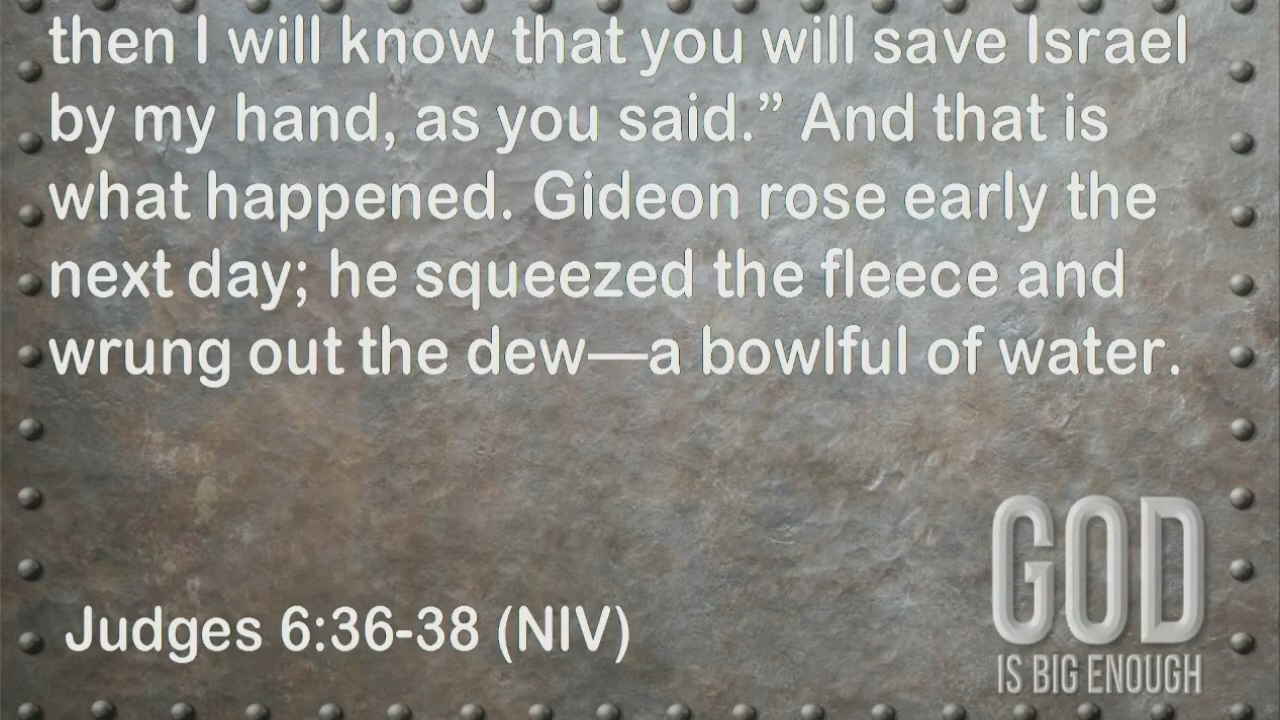 then I will know that you will save Israel
by my hand, as you said.” And that is
what happened. Gideon rose early the
next day; he squeezed the fleece and
wrung out the dew—a bowlful of water.
Judges 6:36-38 (NIV)
GOD
IS BIG ENOUGH